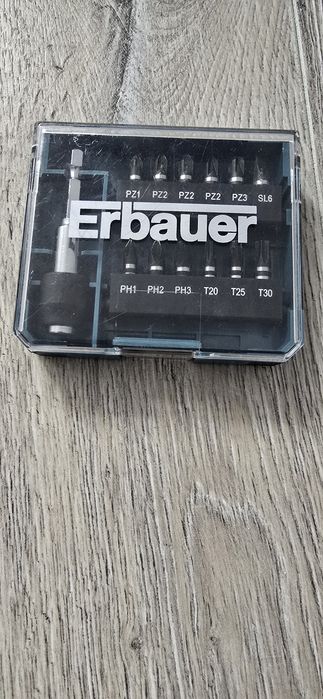 PZ1 PZ2 PZ2 PZ2 PZ3 SL6
Erbauer
PH1 PH2 PH3 T20 T25 T30